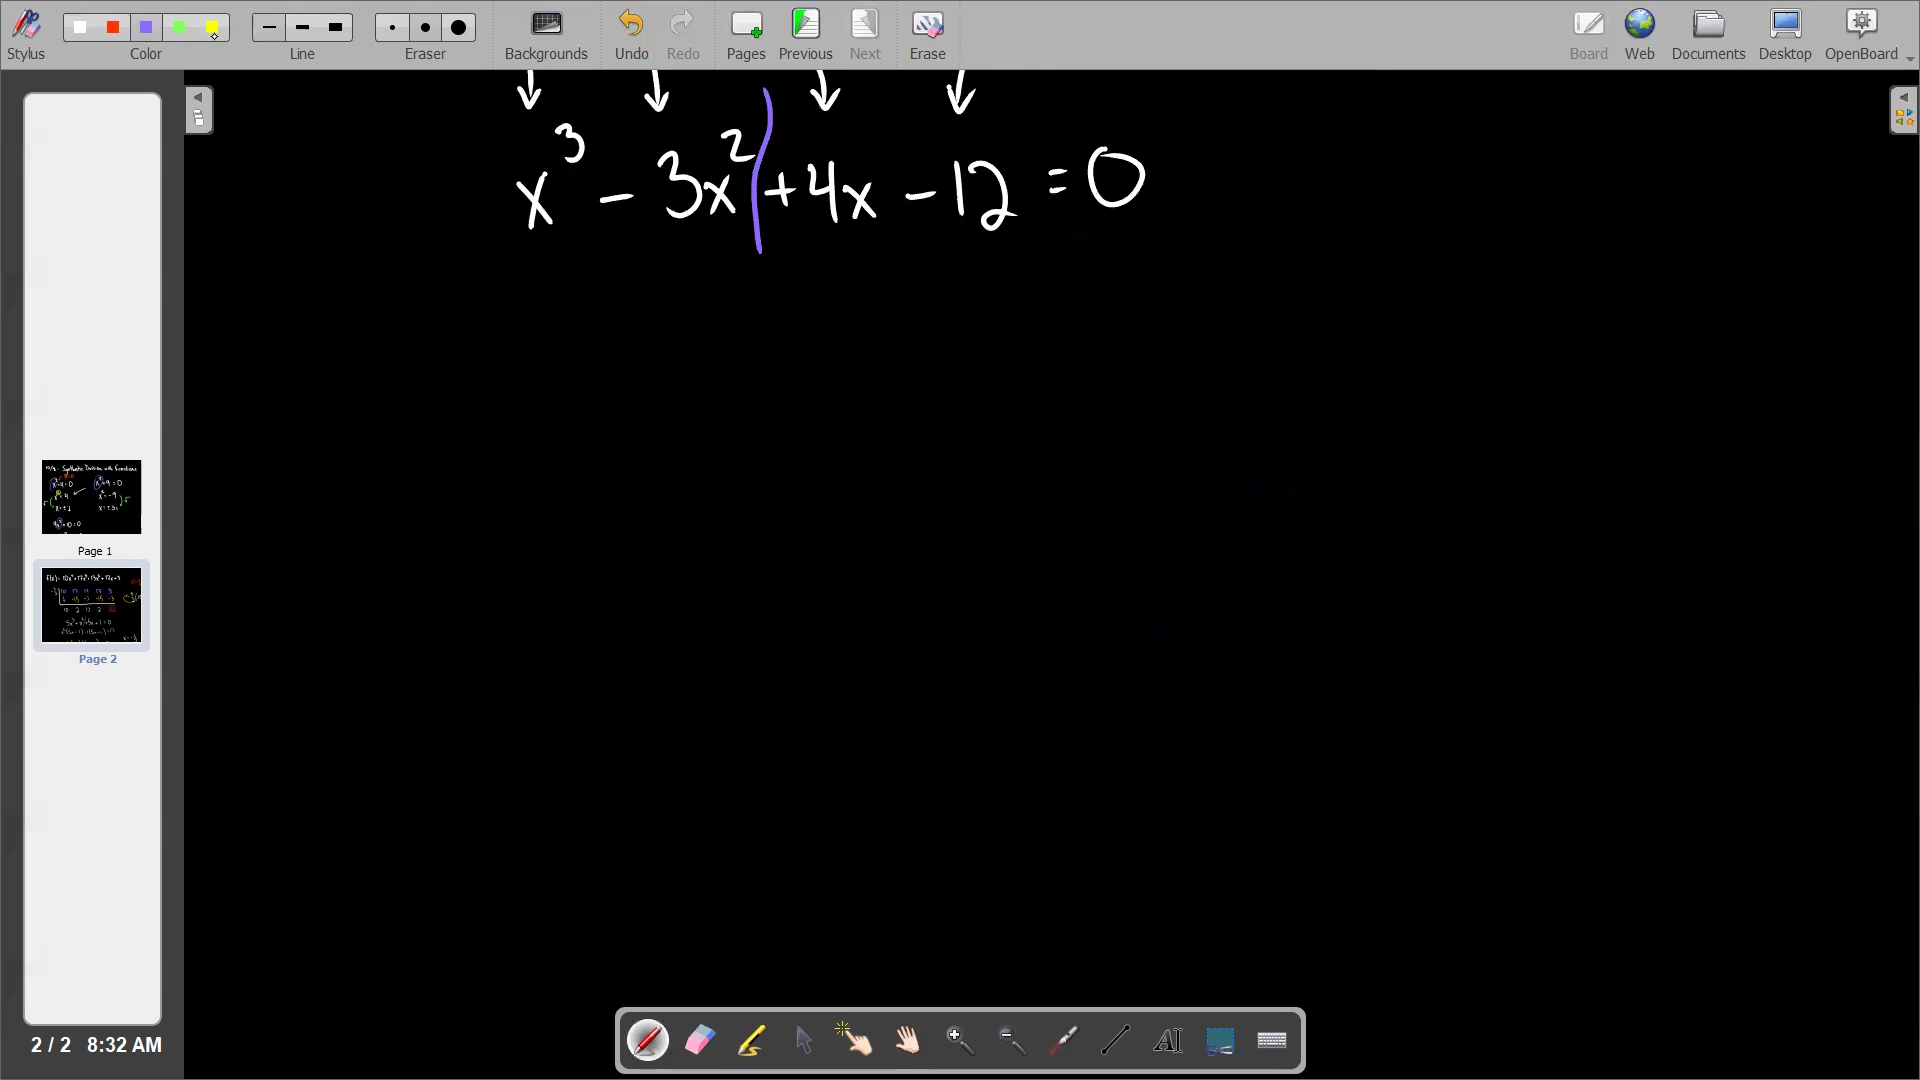 Stylus Color Line Eraser Backgrounds Undo Redo Pages Previous Next Erase Board Web Documents Desktop OpenBoard
x³ - 3x² + 4x - 12 = 0
Page 1
Page 2
2 / 2 8:32 AM
AI